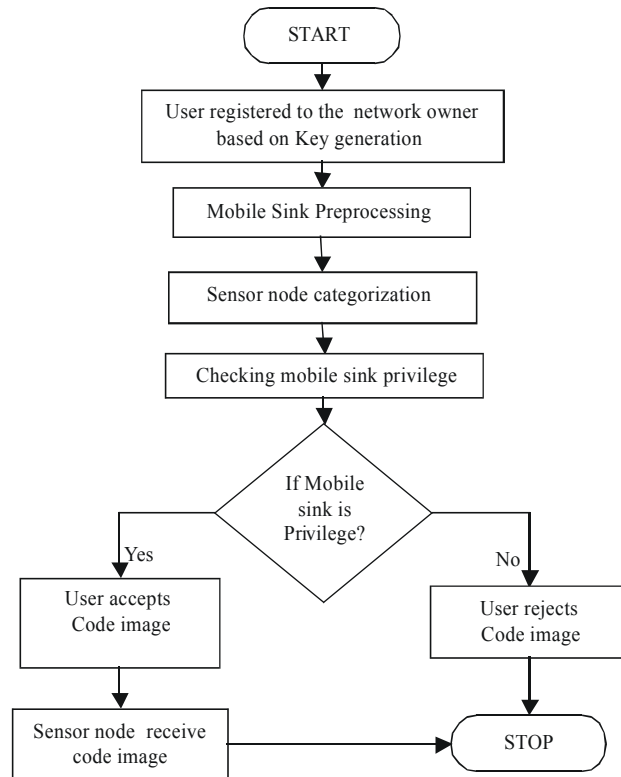 START
User registered to the network owner
based on Key generation
Mobile Sink Preprocessing
Sensor node categorization
Checking mobile sink privilege
If Mobile
sink is
Privilege?
Yes
No
User accepts
Code image
User rejects
Code image
Sensor node receive
code image
STOP